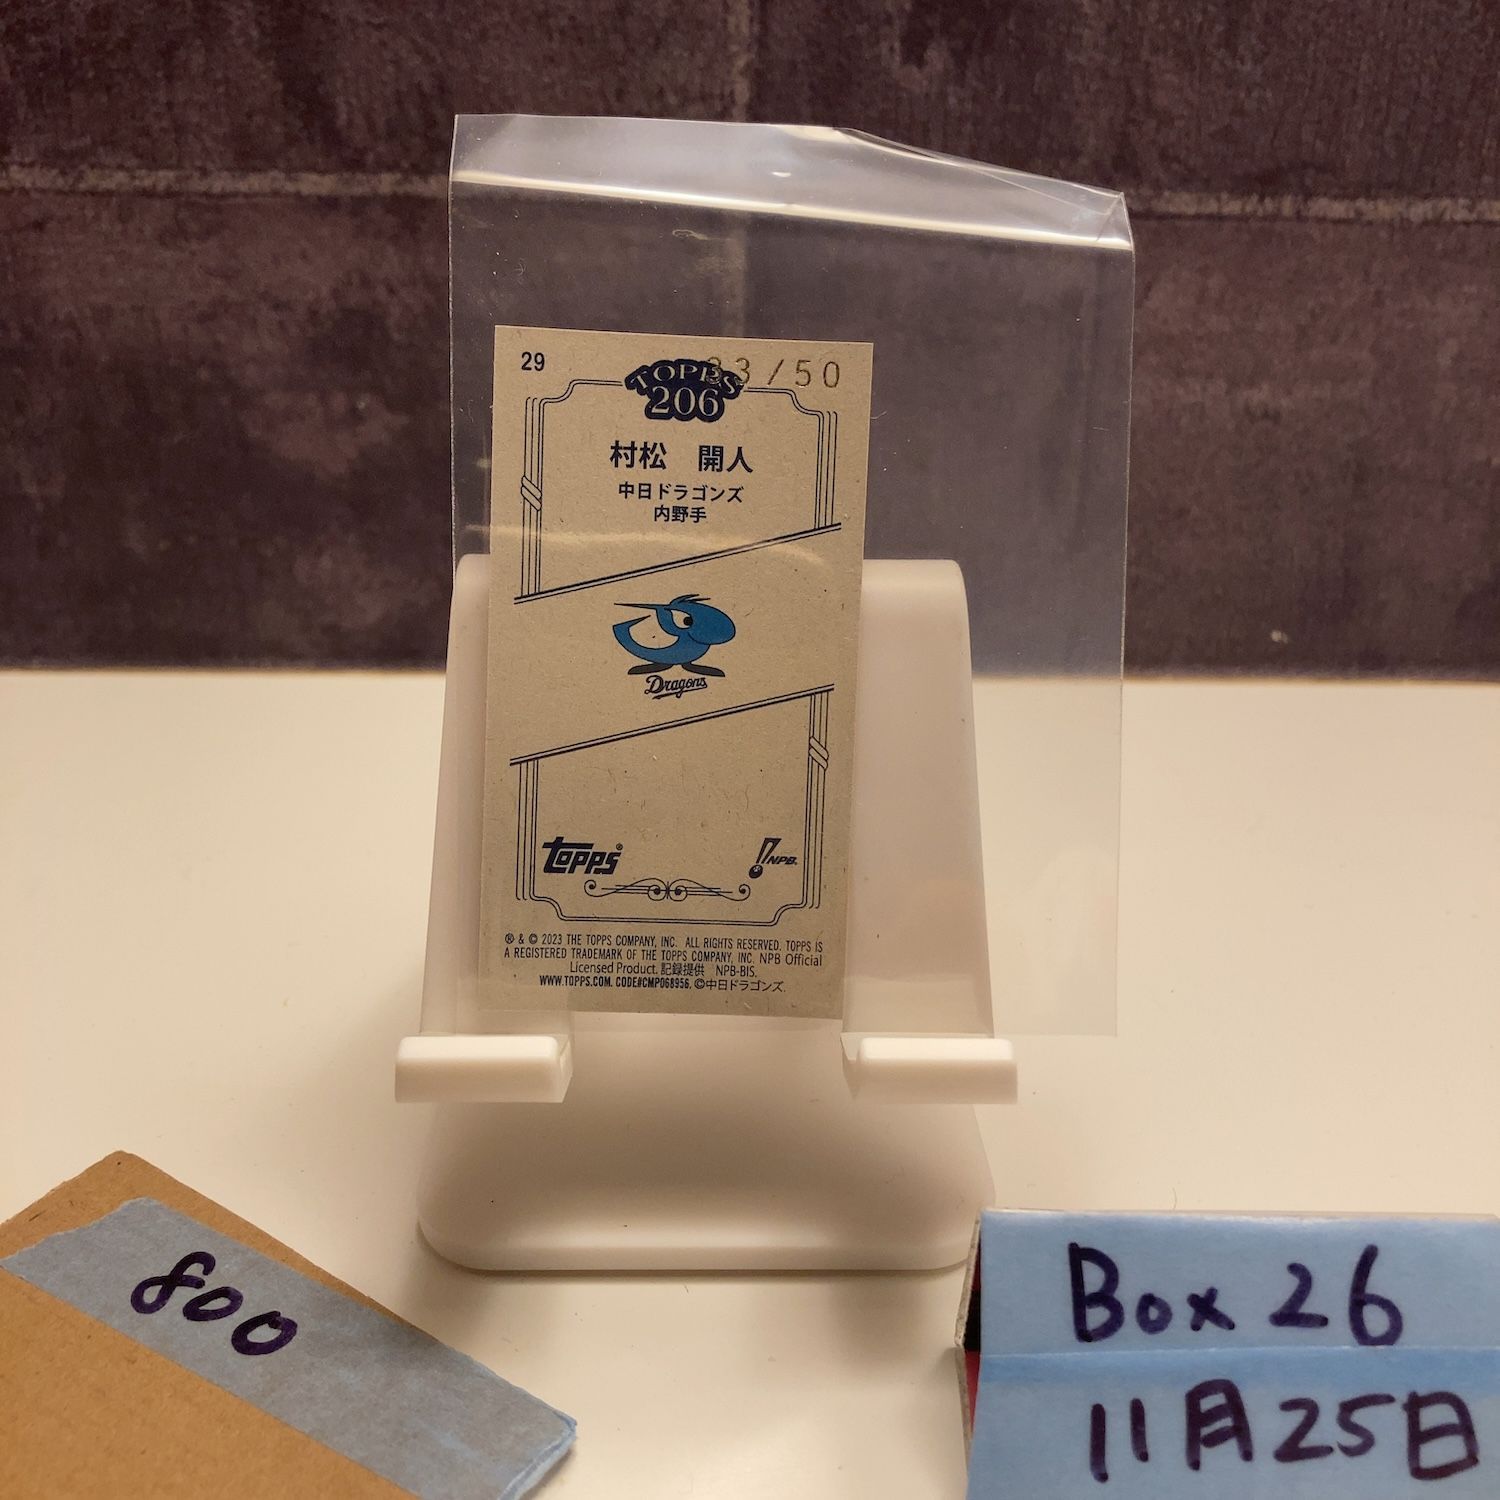 29
33/50
TOPPS
206
村松 開人
中日ドラゴンズ
内野手
Dragons
topps®
NPB.
® & © 2023 THE TOPPS COMPANY, INC. ALL RIGHTS RESERVED. TOPPS IS
A REGISTERED TRADEMARK OF THE TOPPS COMPANY, INC. NPB Official
Licensed Product. 記録提供 NPB-BIS.
WWW.TOPPS.COM. CODE#CMP068956, ©中日ドラゴンズ.
800
Box 26
11月25日